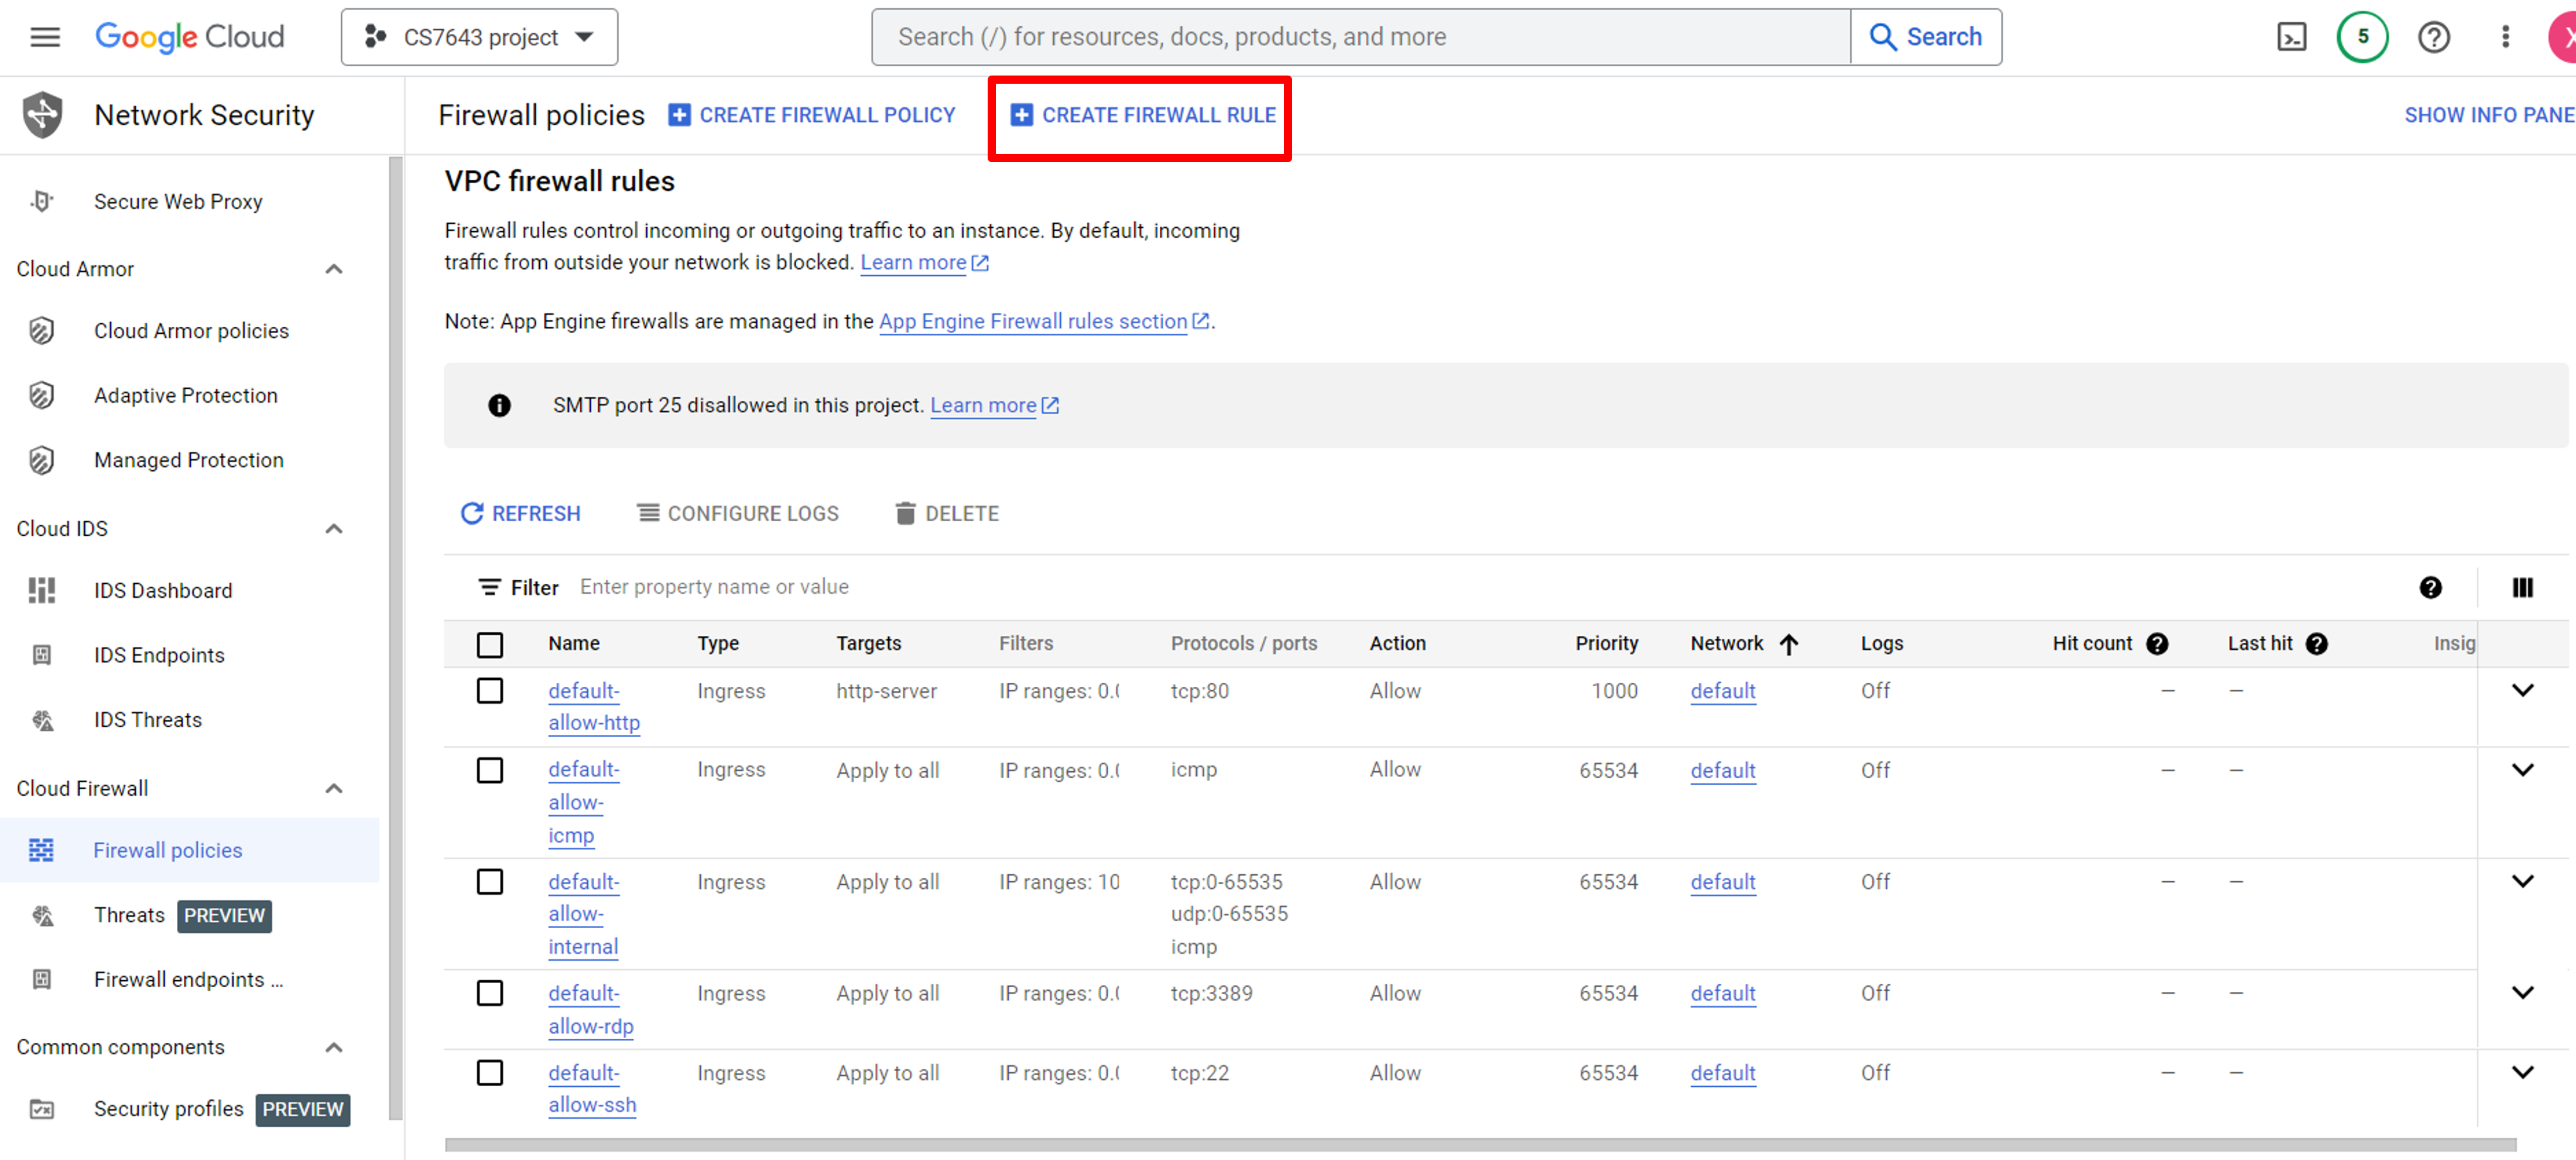 Google Cloud
CS7643 project
Search (/) for resources, docs, products, and more
Search
5
Network Security
Firewall policies
CREATE FIREWALL POLICY
CREATE FIREWALL RULE
SHOW INFO PANE
Secure Web Proxy
Cloud Armor
Cloud Armor policies
Adaptive Protection
Managed Protection
Cloud IDS
IDS Dashboard
IDS Endpoints
IDS Threats
Cloud Firewall
Firewall policies
Threats PREVIEW
Firewall endpoints ...
Common components
Security profiles PREVIEW
VPC firewall rules
Firewall rules control incoming or outgoing traffic to an instance. By default, incoming
traffic from outside your network is blocked. Learn more
Note: App Engine firewalls are managed in the App Engine Firewall rules section.
SMTP port 25 disallowed in this project. Learn more
REFRESH CONFIGURE LOGS DELETE
Filter Enter property name or value
Name Type Targets Filters Protocols / ports Action Priority Network Logs Hit count Last hit Insig
default- Ingress http-server IP ranges: 0.0 tcp:80 Allow 1000 default Off – –
allow-http
default- Ingress Apply to all IP ranges: 0.0 icmp Allow 65534 default Off – –
allow-
icmp
default- Ingress Apply to all IP ranges: 10 tcp:0-65535 Allow 65534 default Off – –
allow- udp:0-65535
internal icmp
default- Ingress Apply to all IP ranges: 0.0 tcp:3389 Allow 65534 default Off – –
allow-rdp
default- Ingress Apply to all IP ranges: 0.0 tcp:22 Allow 65534 default Off – –
allow-ssh